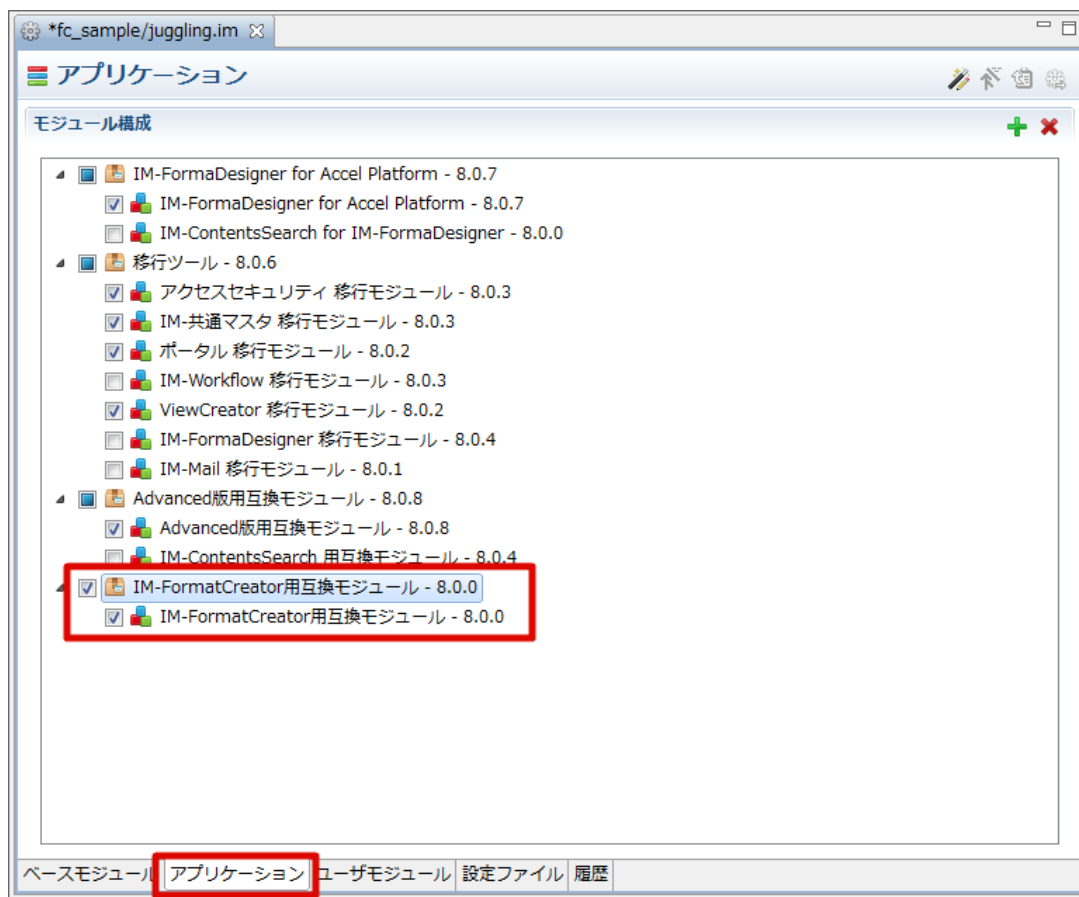 *fc_sample/juggling.im
アプリケーション
モジュール構成
IM-FormaDesigner for Accel Platform - 8.0.7
IM-FormaDesigner for Accel Platform - 8.0.7
IM-ContentsSearch for IM-FormaDesigner - 8.0.0
移行ツール - 8.0.6
アクセスセキュリティ 移行モジュール - 8.0.3
IM-共通マスタ 移行モジュール - 8.0.3
ポータル 移行モジュール - 8.0.2
IM-Workflow 移行モジュール - 8.0.3
ViewCreator 移行モジュール - 8.0.2
IM-FormaDesigner 移行モジュール - 8.0.4
IM-Mail 移行モジュール - 8.0.1
Advanced版用互換モジュール - 8.0.8
Advanced版用互換モジュール - 8.0.8
IM-ContentsSearch 用互換モジュール - 8.0.4
IM-FormatCreator用互換モジュール - 8.0.0
IM-FormatCreator用互換モジュール - 8.0.0
ベースモジュール アプリケーション ユーザモジュール 設定ファイル 履歴